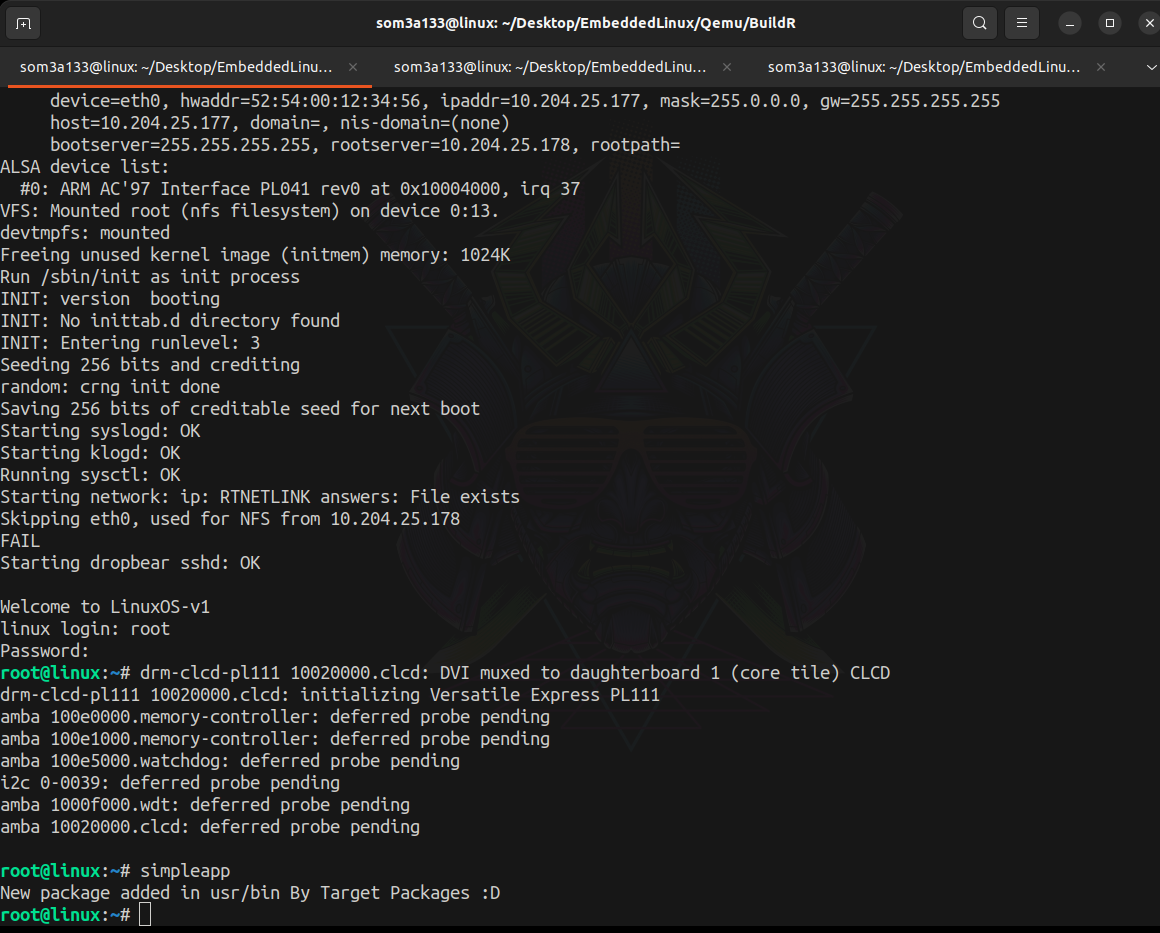 som3a133@linux: ~/Desktop/EmbeddedLinux/Qemu/BuildR
som3a133@linux: ~/Desktop/EmbeddedLinu...
som3a133@linux: ~/Desktop/EmbeddedLinu...
som3a133@linux: ~/Desktop/EmbeddedLinu...
     device=eth0, hwaddr=52:54:00:12:34:56, ipaddr=10.204.25.177, mask=255.0.0.0, gw=255.255.255.255
     host=10.204.25.177, domain=, nis-domain=(none)
     bootserver=255.255.255.255, rootserver=10.204.25.178, rootpath=
ALSA device list:
  #0: ARM AC'97 Interface PL041 rev0 at 0x10004000, irq 37
VFS: Mounted root (nfs filesystem) on device 0:13.
devtmpfs: mounted
Freeing unused kernel image (initmem) memory: 1024K
Run /sbin/init as init process
INIT: version  booting
INIT: No inittab.d directory found
INIT: Entering runlevel: 3
Seeding 256 bits and crediting
random: crng init done
Saving 256 bits of creditable seed for next boot
Starting syslogd: OK
Starting klogd: OK
Running sysctl: OK
Starting network: ip: RTNETLINK answers: File exists
Skipping eth0, used for NFS from 10.204.25.178
FAIL
Starting dropbear sshd: OK

Welcome to LinuxOS-v1
linux login: root
Password:
root@linux:~# drm-clcd-pl111 10020000.clcd: DVI muxed to daughterboard 1 (core tile) CLCD
drm-clcd-pl111 10020000.clcd: initializing Versatile Express PL111
amba 100e0000.memory-controller: deferred probe pending
amba 100e1000.memory-controller: deferred probe pending
amba 100e5000.watchdog: deferred probe pending
i2c 0-0039: deferred probe pending
amba 1000f000.wdt: deferred probe pending
amba 10020000.clcd: deferred probe pending

root@linux:~# simpleapp
New package added in usr/bin By Target Packages :D
root@linux:~#